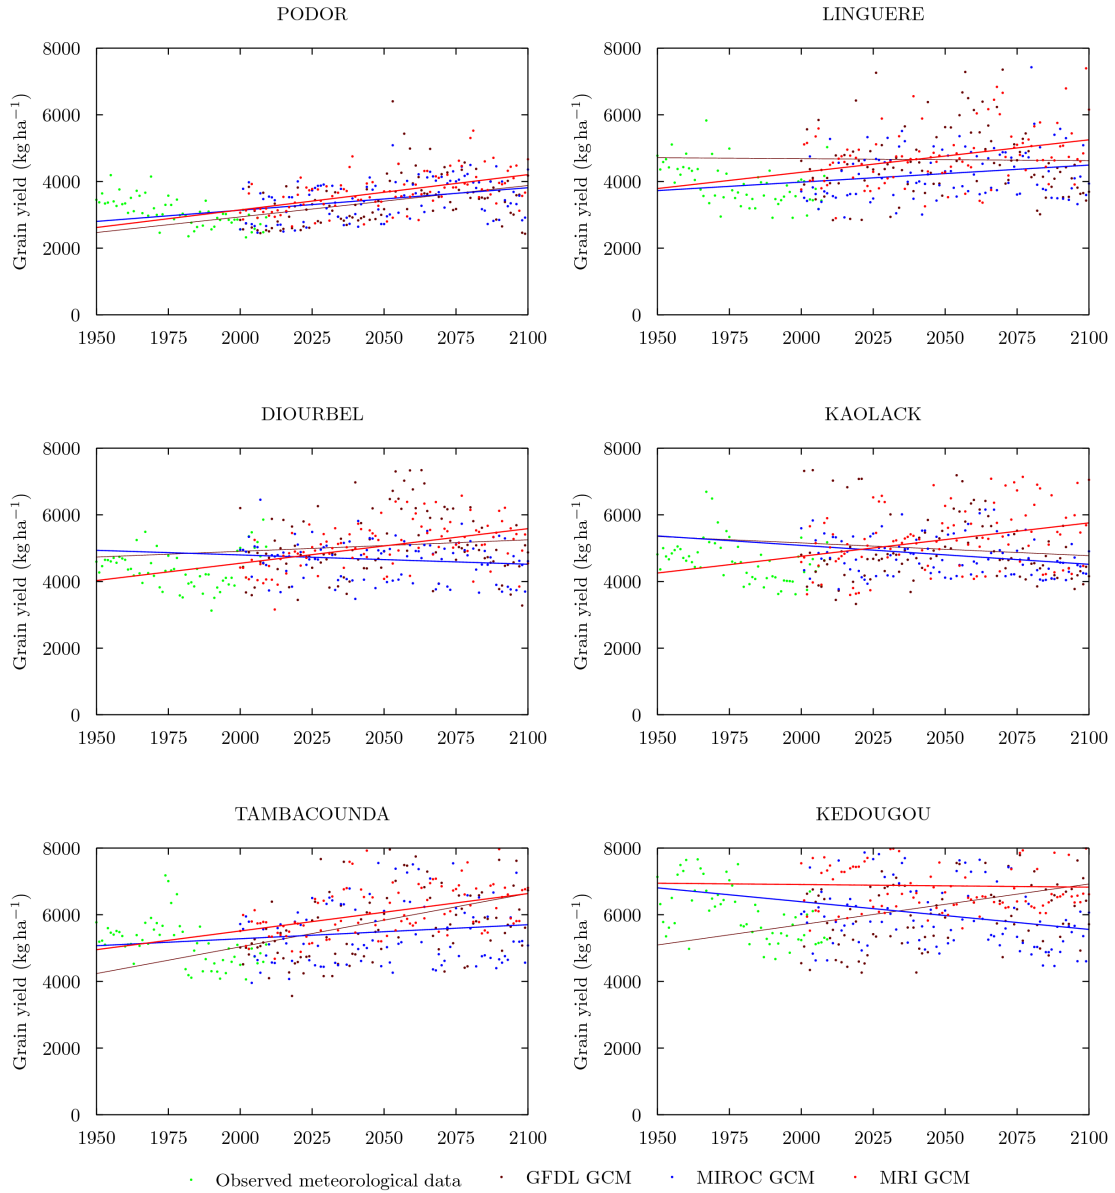 PODOR
LINGUERE
8000
6000
4000
2000
0
Grain yield (kg ha−1)
1950 1975 2000 2025 2050 2075 2100
8000
6000
4000
2000
0
Grain yield (kg ha−1)
1950 1975 2000 2025 2050 2075 2100
DIOURBEL
KAOLACK
8000
6000
4000
2000
0
Grain yield (kg ha−1)
1950 1975 2000 2025 2050 2075 2100
8000
6000
4000
2000
0
Grain yield (kg ha−1)
1950 1975 2000 2025 2050 2075 2100
TAMBACOUNDA
KEDOUGOU
8000
6000
4000
2000
0
Grain yield (kg ha−1)
1950 1975 2000 2025 2050 2075 2100
8000
6000
4000
2000
0
Grain yield (kg ha−1)
1950 1975 2000 2025 2050 2075 2100
Observed meteorological data GFDL GCM MIROC GCM MRI GCM